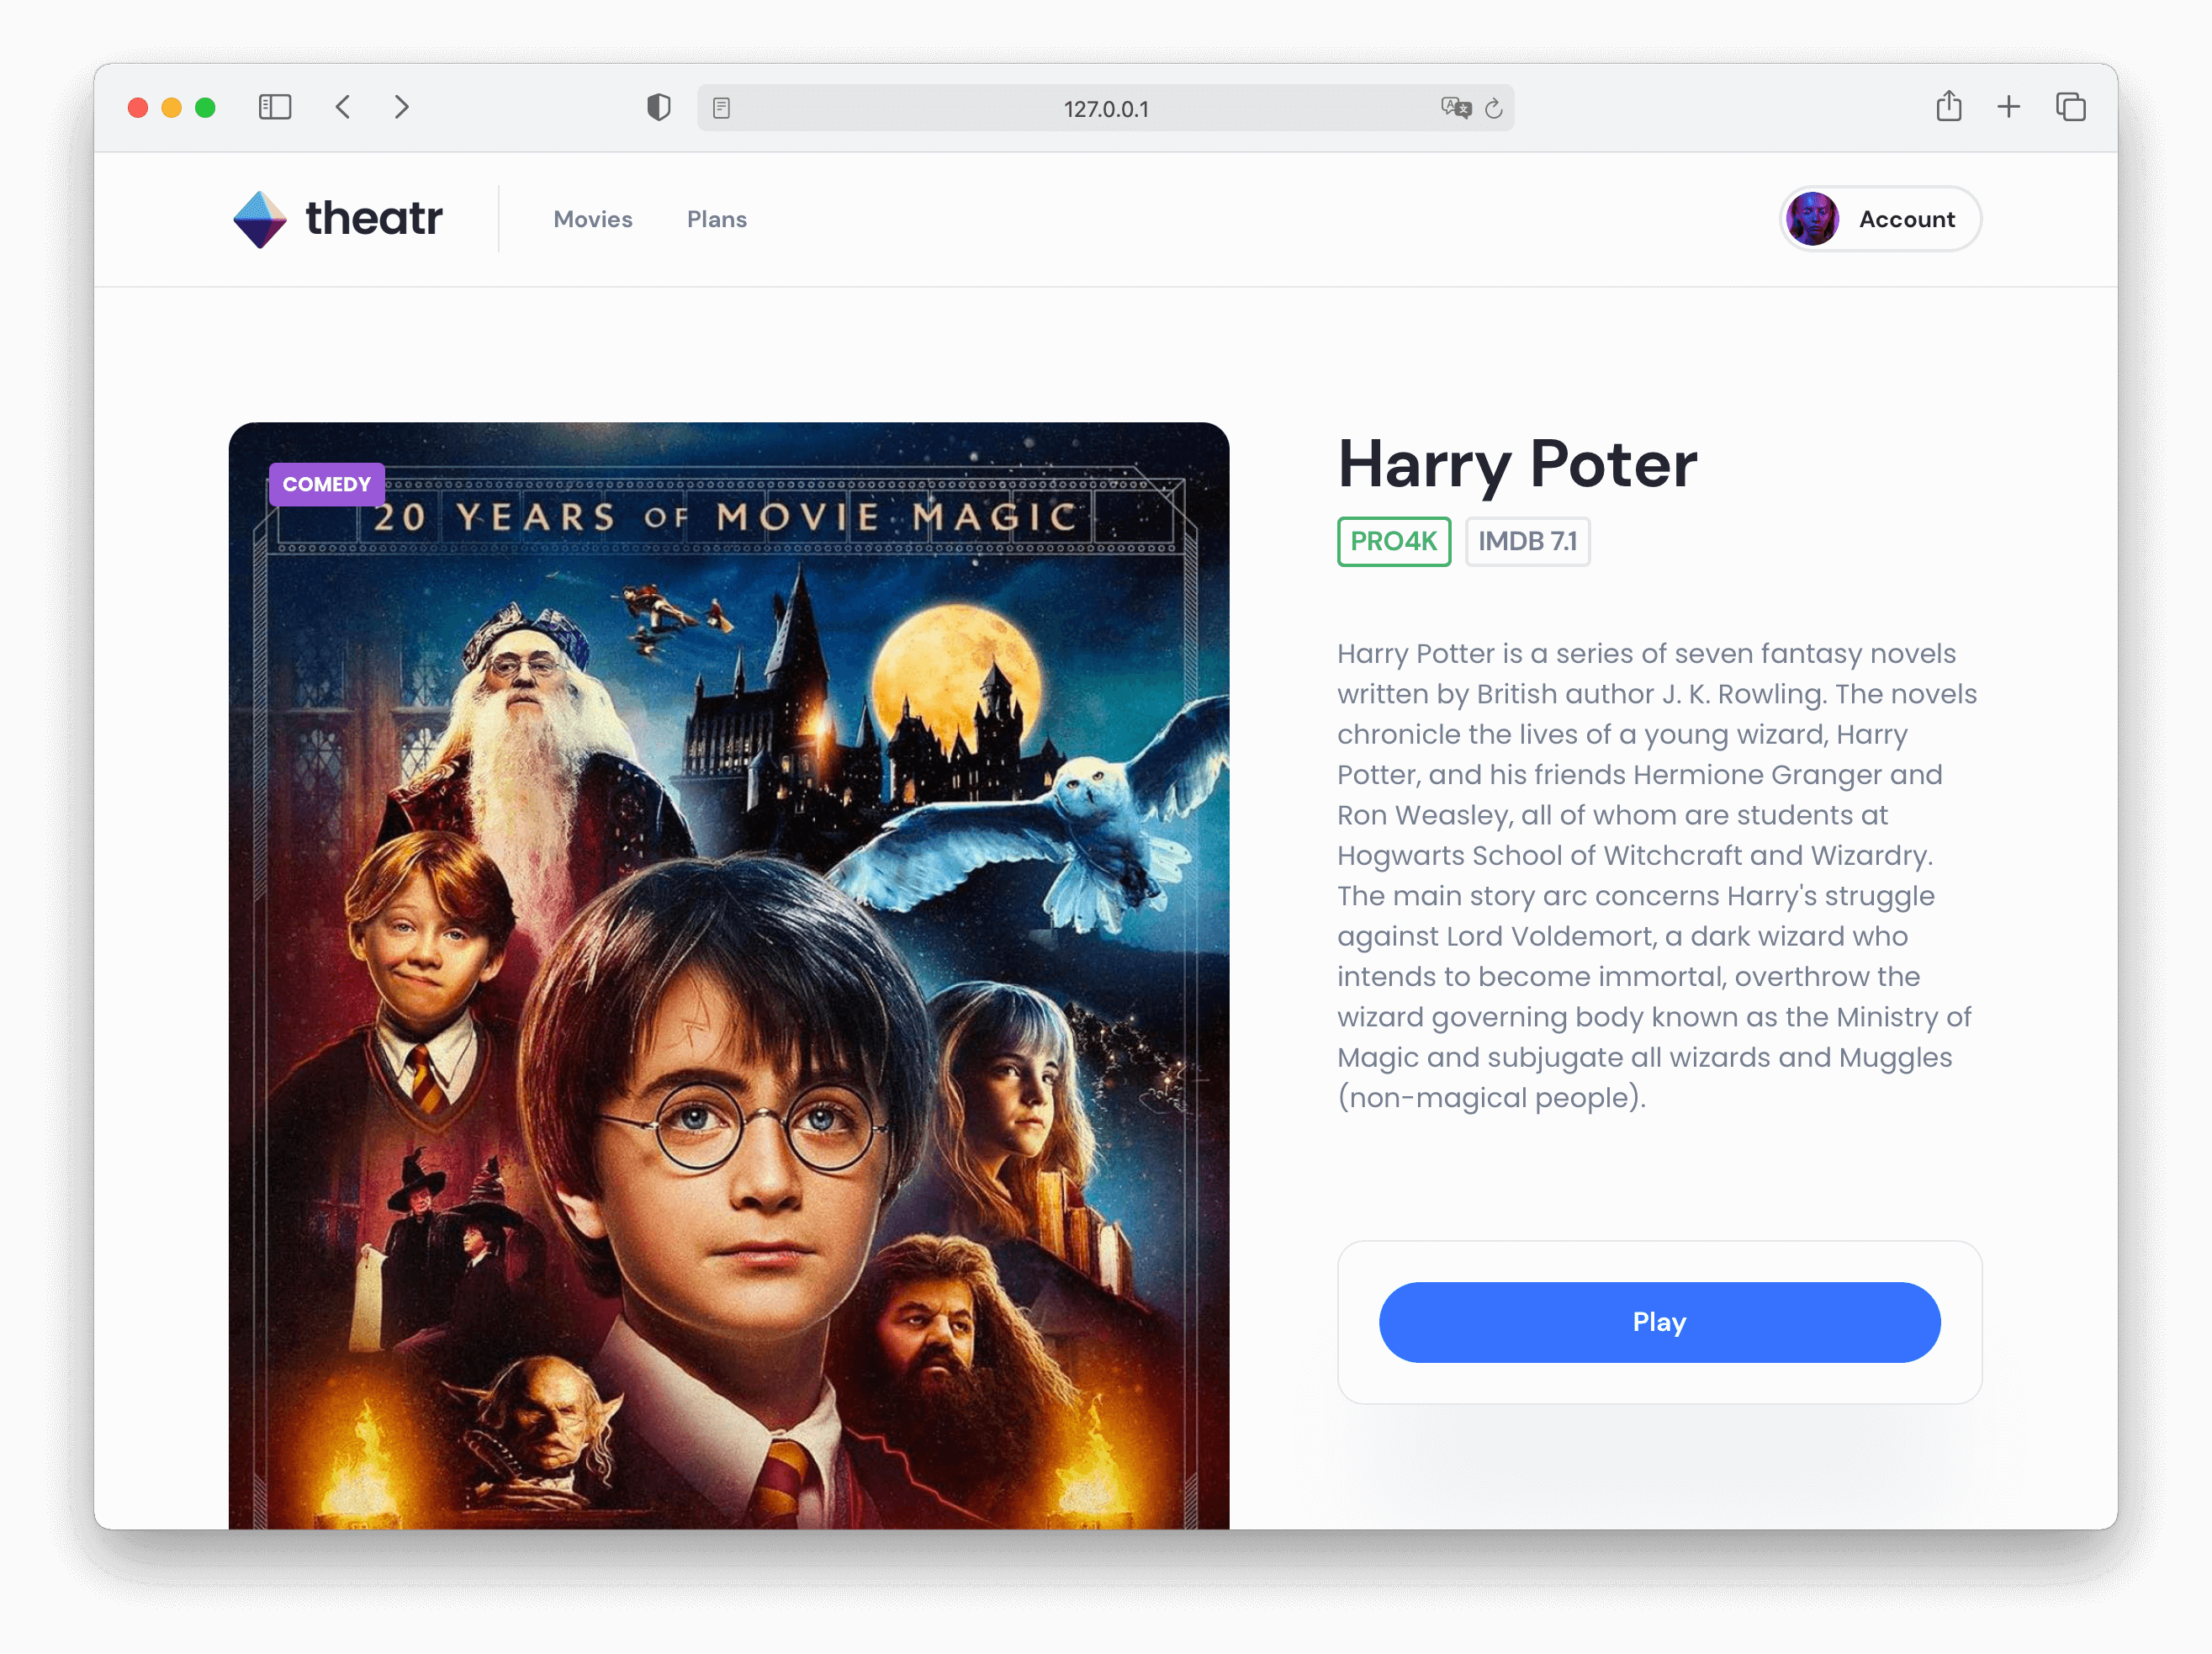 127.0.0.1
theatr
Movies
Plans
Account
COMEDY
20 YEARS OF MOVIE MAGIC
Harry Poter
PRO4K
IMDB 7.1
Harry Potter is a series of seven fantasy novels
written by British author J. K. Rowling. The novels
chronicle the lives of a young wizard, Harry
Potter, and his friends Hermione Granger and
Ron Weasley, all of whom are students at
Hogwarts School of Witchcraft and Wizardry.
The main story arc concerns Harry's struggle
against Lord Voldemort, a dark wizard who
intends to become immortal, overthrow the
wizard governing body known as the Ministry of
Magic and subjugate all wizards and Muggles
(non-magical people).
Play